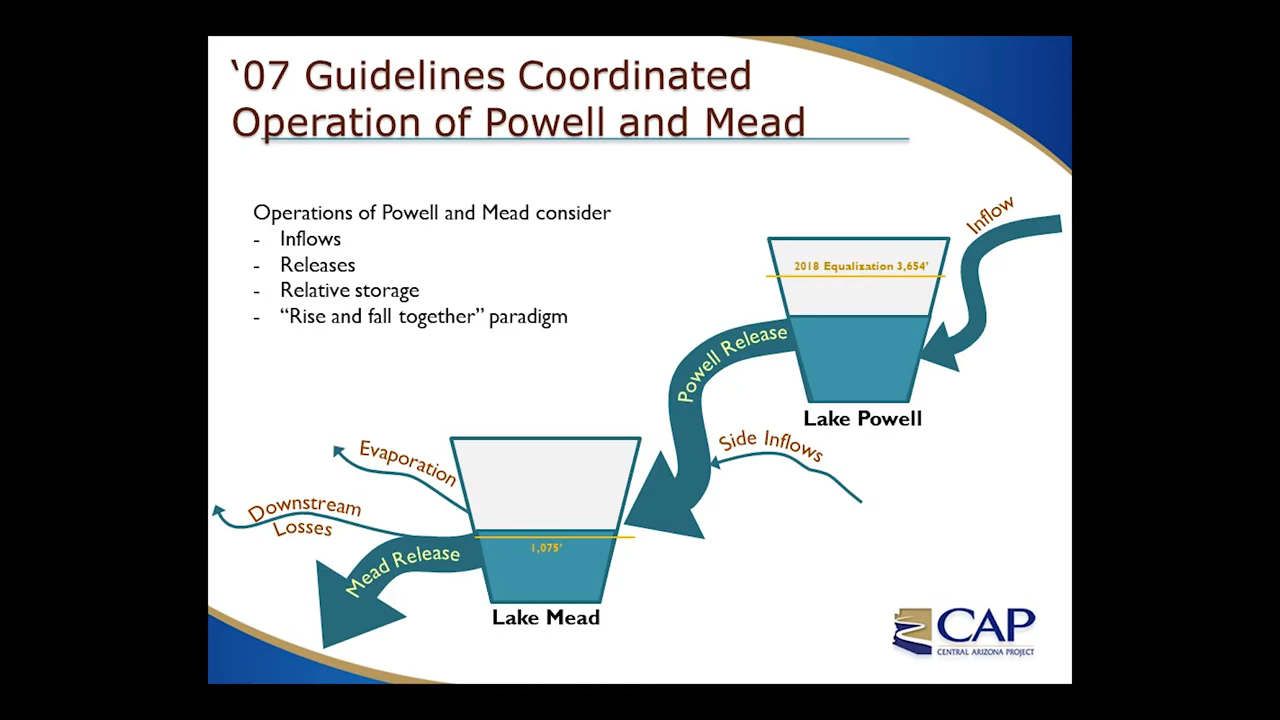 ‘07 Guidelines Coordinated
Operation of Powell and Mead
Operations of Powell and Mead consider
- Inflows
- Releases
- Relative storage
- “Rise and fall together” paradigm
Inflow
2018 Equalization 3,654’
Powell Release
Lake Powell
Side Inflows
Evaporation
Downstream
Losses
Mead Release
1,075’
Lake Mead
CAP
CENTRAL ARIZONA PROJECT